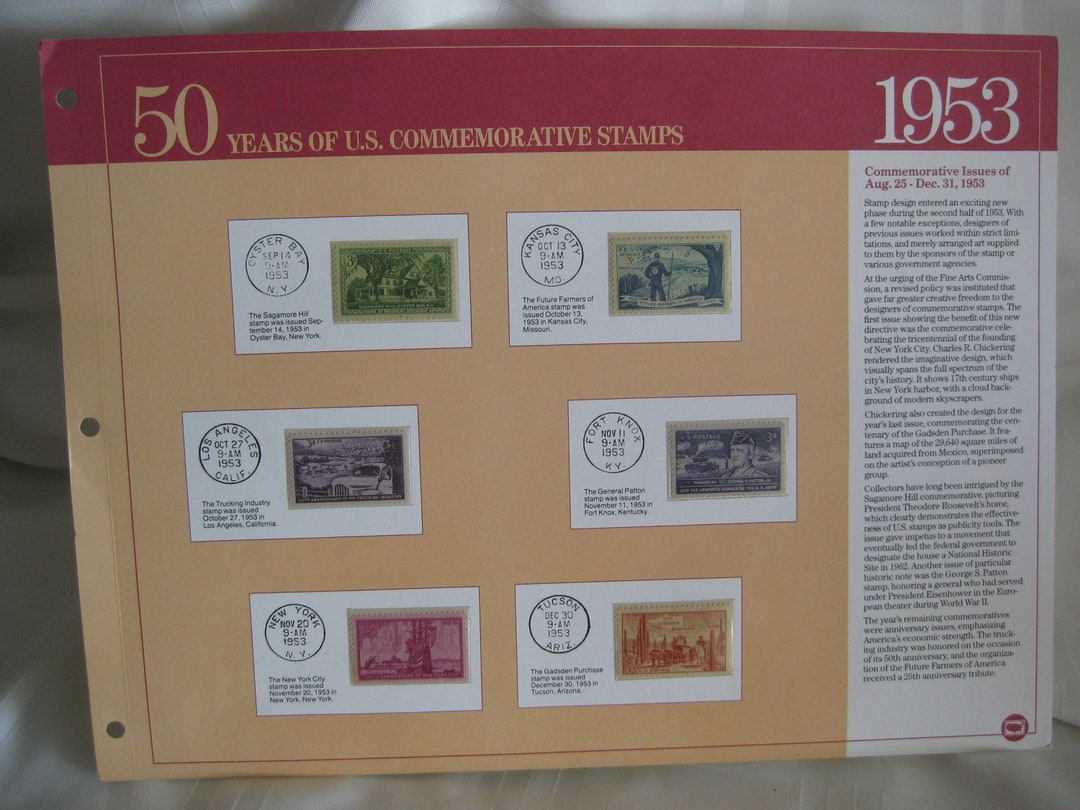 50 YEARS OF U.S. COMMEMORATIVE STAMPS
1953
OYSTER BAY
SEP 14
9-AM
1953
N.Y.
The Sagamore Hill
stamp was issued Sep-
tember 14, 1953 in
Oyster Bay, New York.
3¢
KANSAS CITY
OCT 13
9-AM
1953
MO.
The Future Farmers of
America stamp was
issued October 13,
1953 in Kansas City,
Missouri.
LOS ANGELES
OCT 27
9-AM
1953
CALIF.
The Trucking Industry
stamp was issued
October 27, 1953 in
Los Angeles, California.
3¢ U.S. POSTAGE
50TH ANNIVERSARY OF THE TRUCKING INDUSTRY
FORT KNOX
NOV 11
9-AM
1953
KY.
The General Patton
stamp was issued
November 11, 1953 in
Fort Knox, Kentucky.
U.S. POSTAGE 3¢
HONORING GEN. GEORGE S. PATTON, JR.
AND THE ARMORED FORCES OF THE U.S. ARMY
NEW YORK
NOV 20
9-AM
1953
N.Y.
The New York City
stamp was issued
November 20, 1953 in
New York, New York.
TUCSON
DEC 30
9-AM
1953
ARIZ.
The Gadsden Purchase
stamp was issued
December 30, 1953 in
Tucson, Arizona.
Commemorative Issues of
Aug. 25 - Dec. 31, 1953
Stamp design entered an exciting new
phase during the second half of 1953. With
a few notable exceptions, designers of
previous issues worked within strict limi-
tations, and merely arranged art supplied
to them by the sponsors of the stamp or
various government agencies.
At the urging of the Fine Arts Commis-
sion, a revised policy was instituted that
gave far greater creative freedom to the
designers of commemorative stamps. The
first issue showing the benefit of this new
directive was the commemorative cele-
brating the tricentennial of the founding
of New York City. Charles R. Chickering
rendered the imaginative design, which
visually spans the full spectrum of the
city's history. It shows 17th century ships
in New York harbor, with a cloud back-
ground of modern skyscrapers.
Chickering also created the design for the
year's last issue, commemorating the cen-
tenary of the Gadsden Purchase. It fea-
tures a map of the 29,640 square miles of
land acquired from Mexico, superimposed
on the artist's conception of a pioneer
group.
Collectors have long been intrigued by the
Sagamore Hill commemorative, picturing
President Theodore Roosevelt's home,
which clearly demonstrates the effective-
ness of U.S. stamps as publicity tools. The
issue gave impetus to a movement that
eventually led the federal government to
designate the house a National Historic
Site in 1962. Another issue of particular
historic note was the George S. Patton
stamp, honoring a general who had served
under President Eisenhower in the Euro-
pean theater during World War II.
The year's remaining commemoratives
were anniversary issues, emphasizing
America's economic strength. The truck-
ing industry was honored on the occasion
of its 50th anniversary, and the organiza-
tion of the Future Farmers of America
received a 25th anniversary tribute.